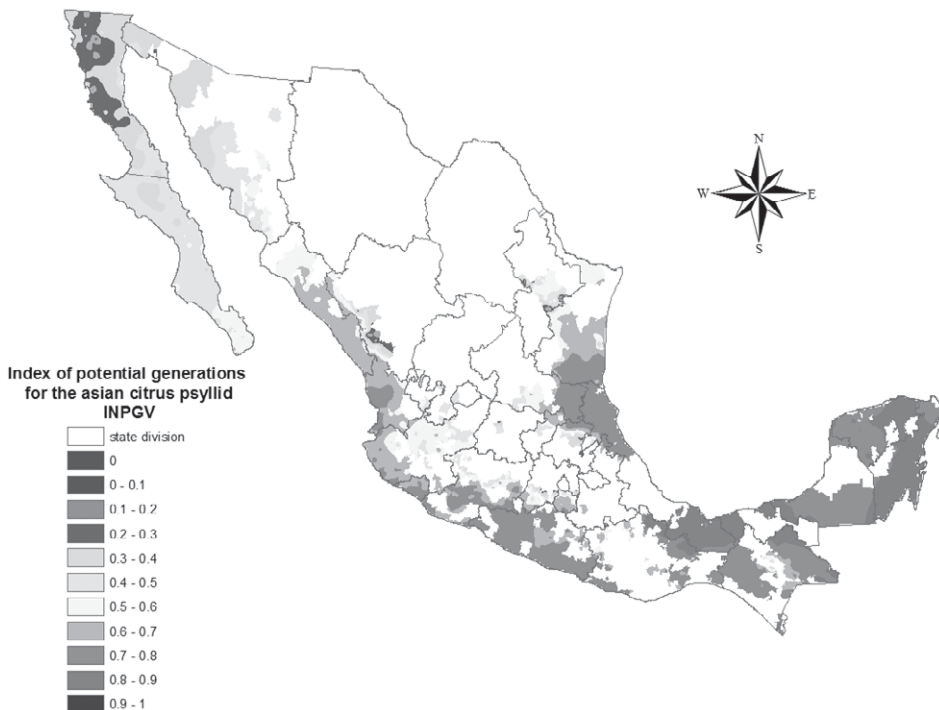 N
W
E
S
Index of potential generations
for the asian citrus psyllid
INPGV
state division
0
0 - 0.1
0.1 - 0.2
0.2 - 0.3
0.3 - 0.4
0.4 - 0.5
0.5 - 0.6
0.6 - 0.7
0.7 - 0.8
0.8 - 0.9
0.9 - 1